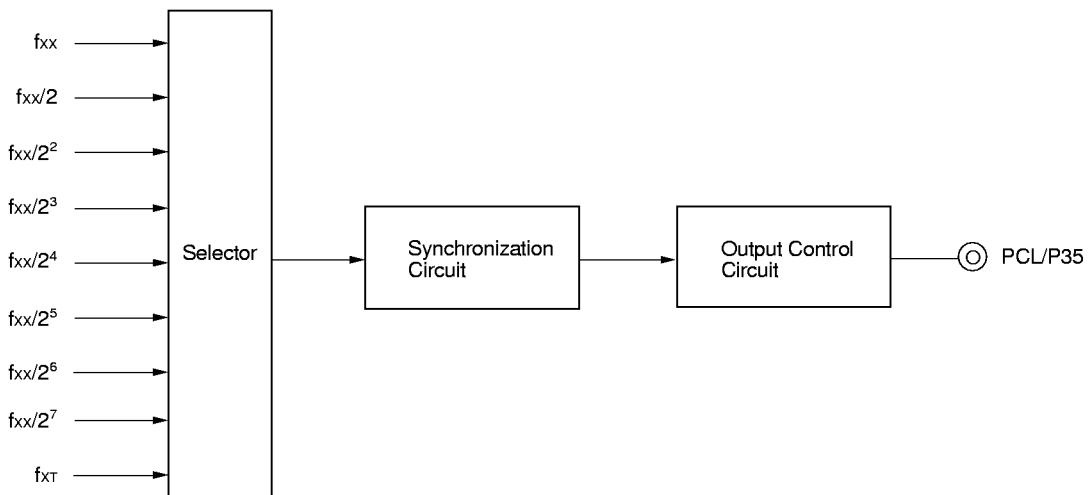 fxx
fxx/2
fxx/2²
fxx/2³
fxx/2⁴
fxx/2⁵
fxx/2⁶
fxx/2⁷
fxT
Selector
Synchronization
Circuit
Output Control
Circuit
PCL/P35